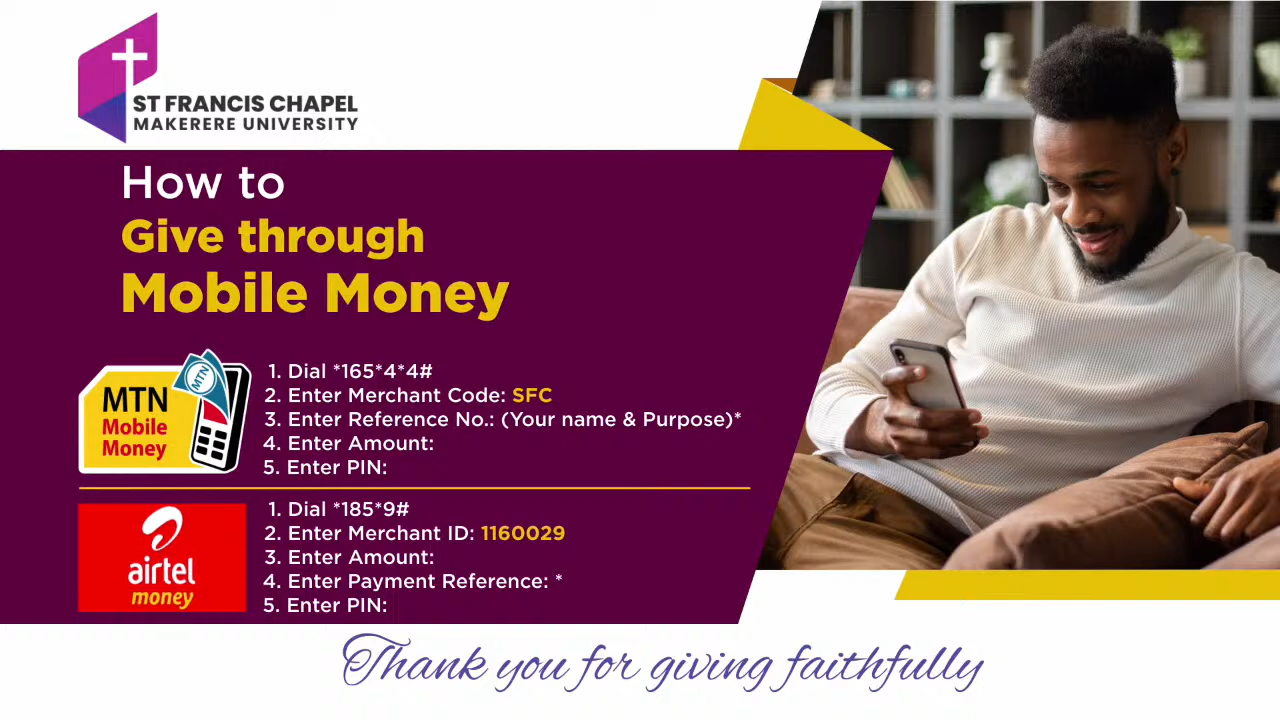 ST FRANCIS CHAPEL
MAKERERE UNIVERSITY
How to
Give through
Mobile Money
MTN
MTN
Mobile
Money
1. Dial *165*4*4#
2. Enter Merchant Code: SFC
3. Enter Reference No.: (Your name & Purpose)*
4. Enter Amount:
5. Enter PIN:
airtel
money
1. Dial *185*9#
2. Enter Merchant ID: 1160029
3. Enter Amount:
4. Enter Payment Reference: *
5. Enter PIN:
Thank you for giving faithfully